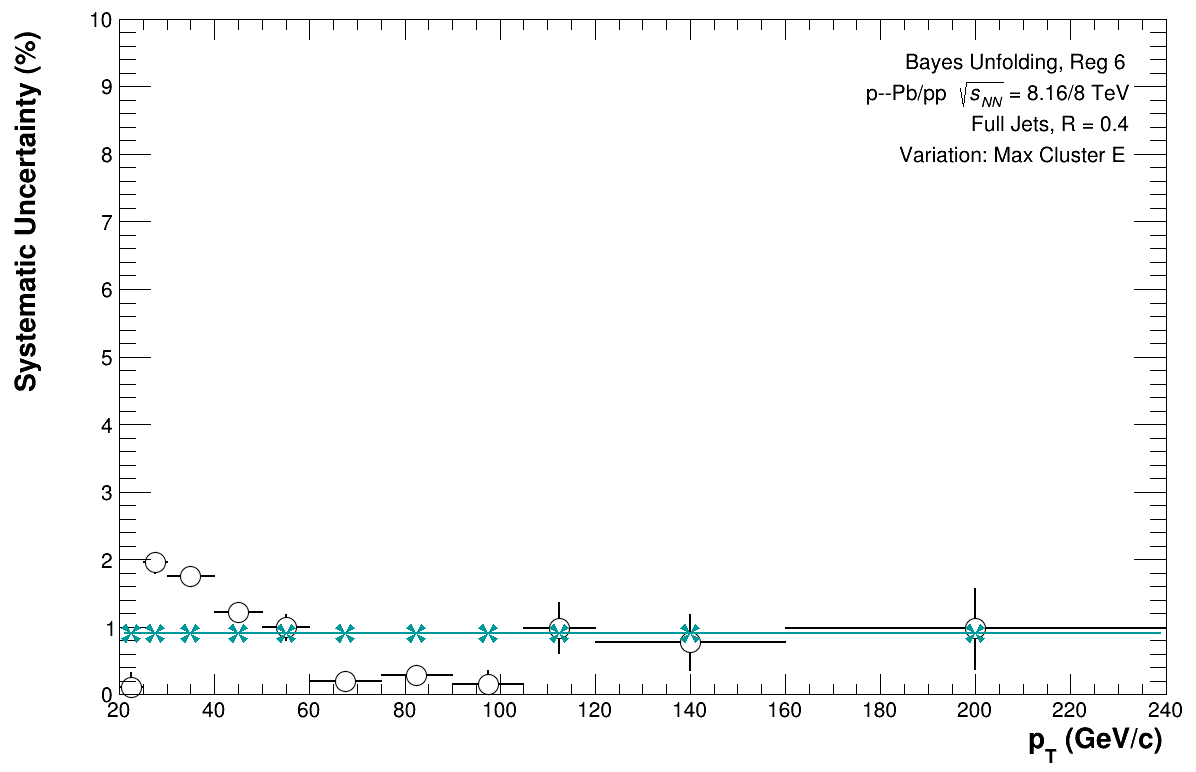 Systematic Uncertainty (%)
10
9
8
7
6
5
4
3
2
1
0
Bayes Unfolding, Reg 6
p--Pb/pp √s_NN = 8.16/8 TeV
Full Jets, R = 0.4
Variation: Max Cluster E
20 40 60 80 100 120 140 160 180 200 220 240
p_T (GeV/c)